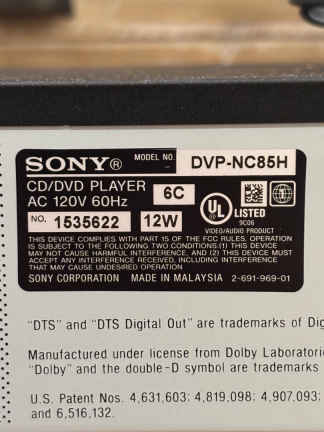 SONY® MODEL NO. DVP-NC85H
CD/DVD PLAYER 6C
AC 120V 60Hz
UL LISTED
9C06
VIDEO/AUDIO PRODUCT
NO. 1535622 12W
THIS DEVICE COMPLIES WITH PART 15 OF THE FCC RULES. OPERATION
IS SUBJECT TO THE FOLLOWING TWO CONDITIONS:(1) THIS DEVICE
MAY NOT CAUSE HARMFUL INTERFERENCE, AND (2) THIS DEVICE MUST
ACCEPT ANY INTERFERENCE RECEIVED, INCLUDING INTERFERENCE
THAT MAY CAUSE UNDESIRED OPERATION
SONY CORPORATION MADE IN MALAYSIA 2-691-969-01
"DTS" and "DTS Digital Out" are trademarks of Dig
Manufactured under license from Dolby Laboratorie
"Dolby" and the double-D symbol are trademarks
U.S. Patent Nos. 4,631,603; 4,819,098; 4,907,093;
and 6,516,132.